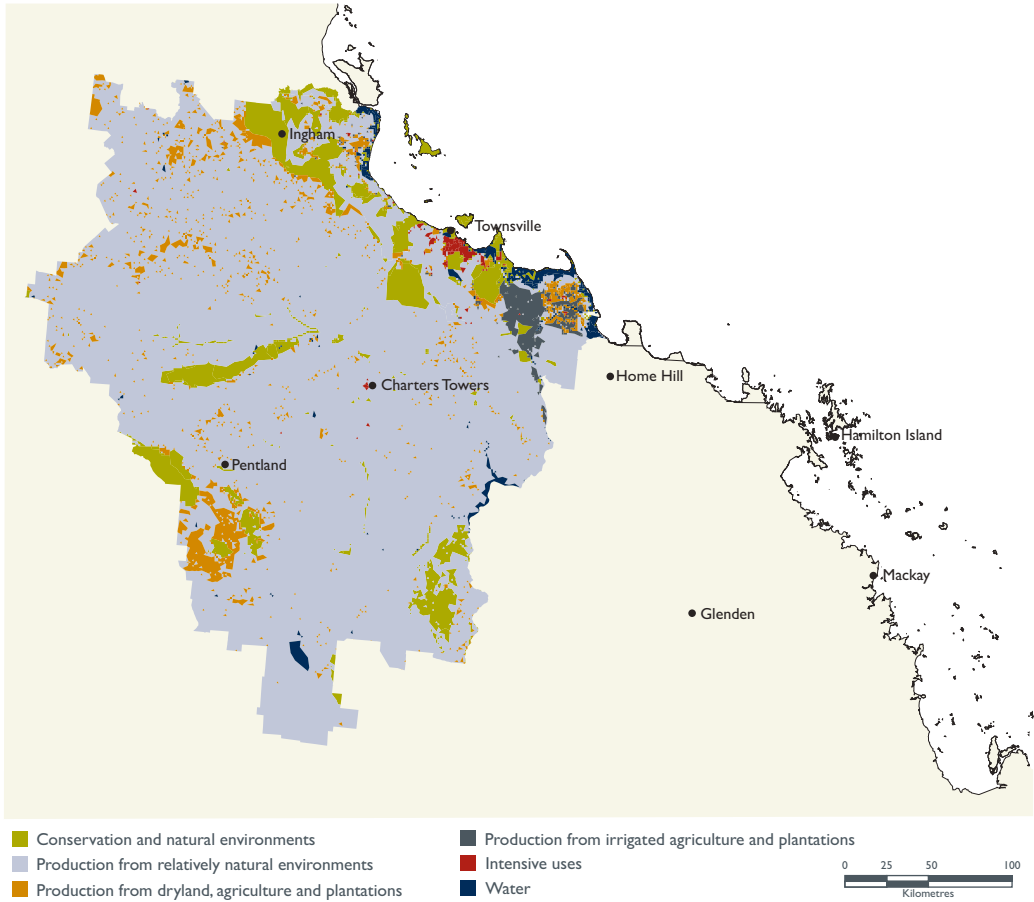 Ingham
Townsville
Home Hill
Charters Towers
Hamilton Island
Pentland
Mackay
Glenden
Conservation and natural environments
Production from relatively natural environments
Production from dryland, agriculture and plantations
Production from irrigated agriculture and plantations
Intensive uses
Water
0 25 50 100
Kilometres